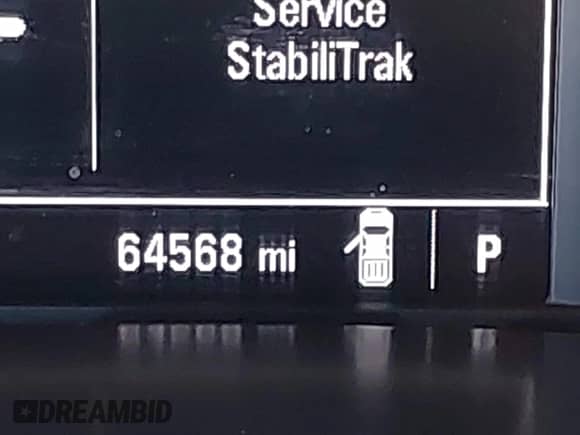 Service
StabiliTrak
64568 mi
P
DREAMBID